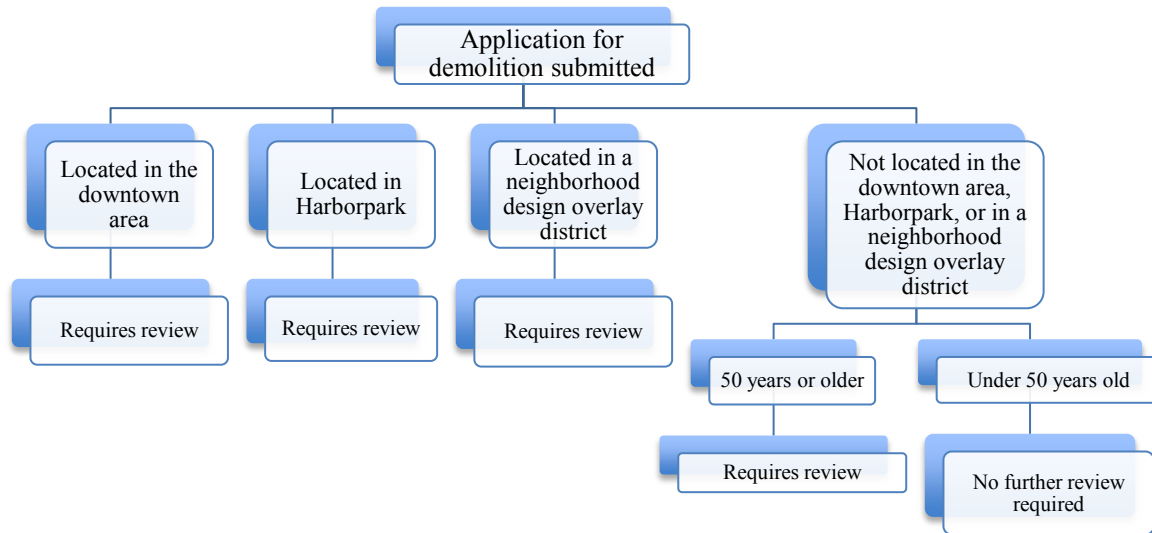 Application for
demolition submitted
Located in the
downtown
area
Located in
Harborpark
Located in a
neighborhood
design overlay
district
Not located in the
downtown area,
Harborpark, or in a
neighborhood
design overlay
district
Requires review
Requires review
Requires review
50 years or older
Under 50 years old
Requires review
No further review
required